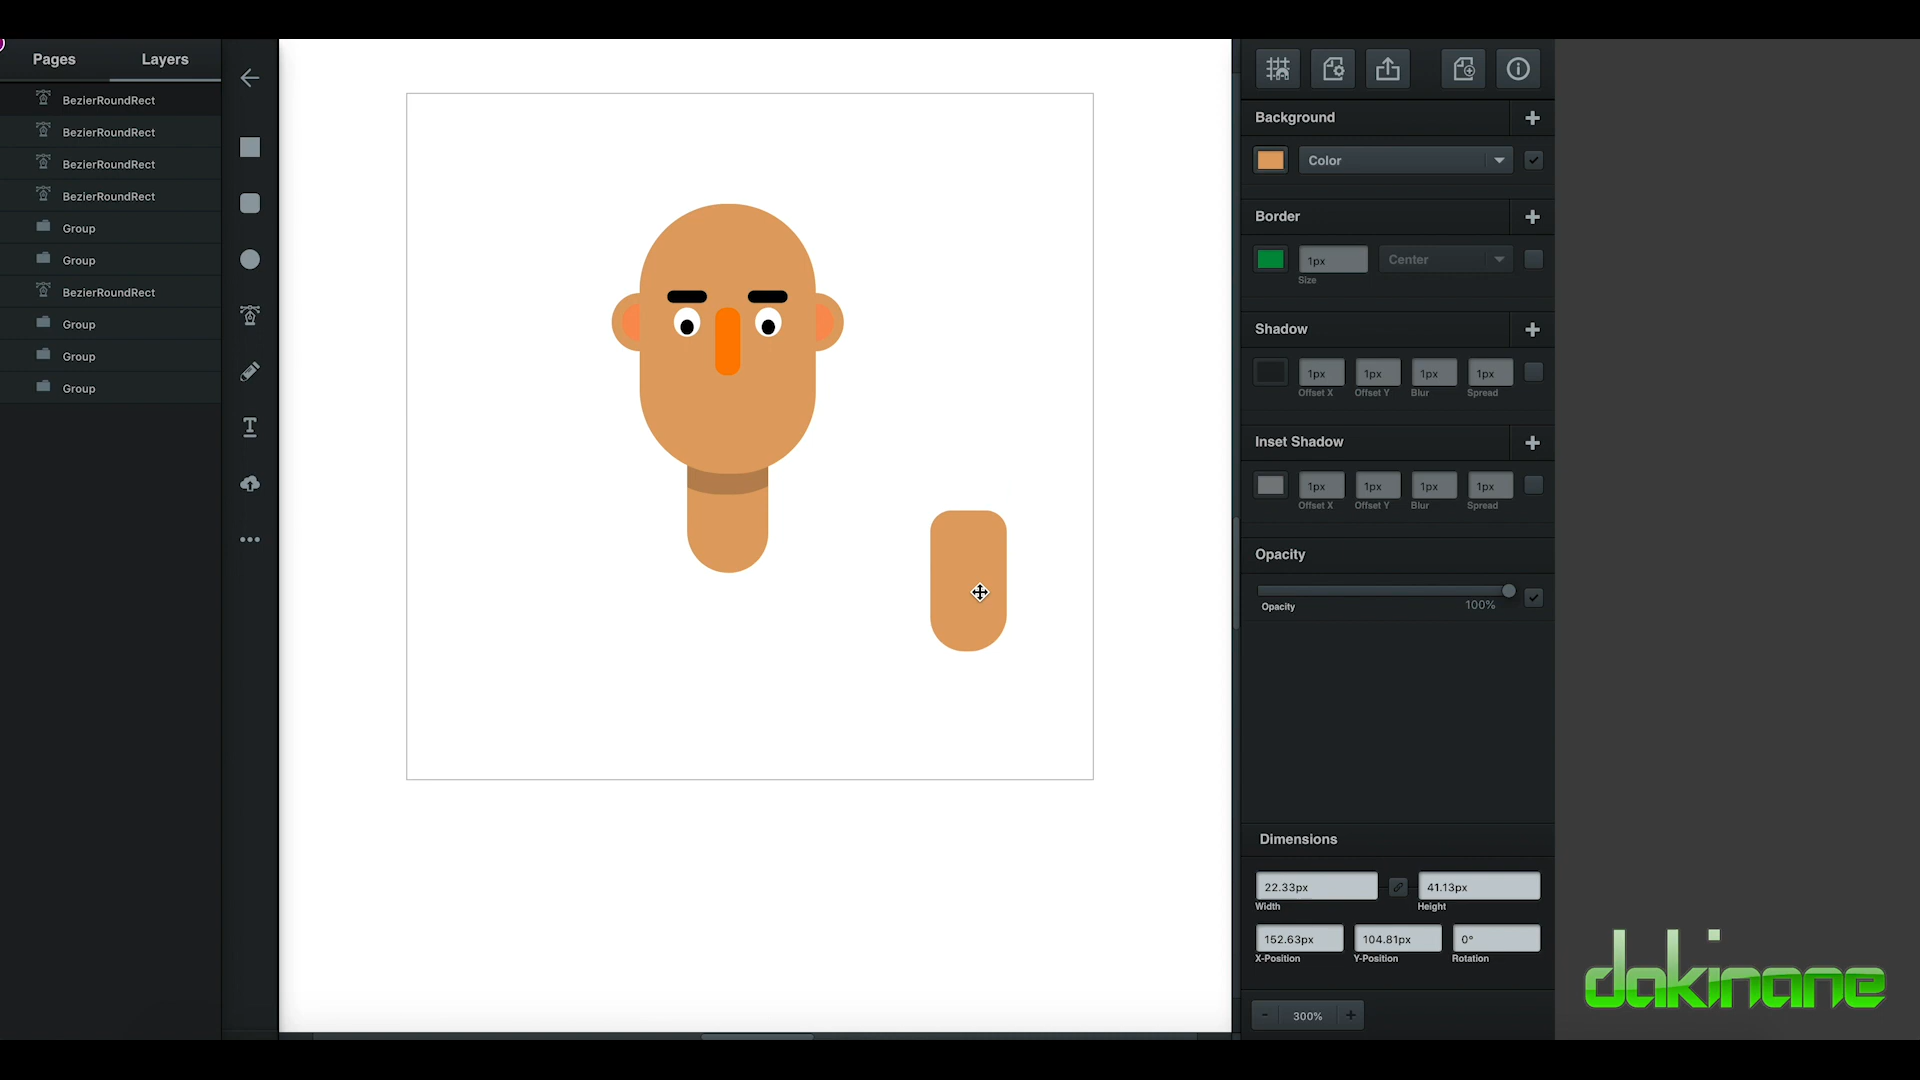 Pages
Layers
BezierRoundRect
BezierRoundRect
BezierRoundRect
BezierRoundRect
Group
Group
BezierRoundRect
Group
Group
Group
T
Background
Color
Border
1px
Center
Size
Shadow
1px 1px 1px 1px
Offset X Offset Y Blur Spread
Inset Shadow
1px 1px 1px 1px
Offset X Offset Y Blur Spread
Opacity
Opacity 100%
Dimensions
22.33px 41.13px
Width Height
152.63px 104.81px 0°
X-Position Y-Position Rotation
- 300% +
dakinane